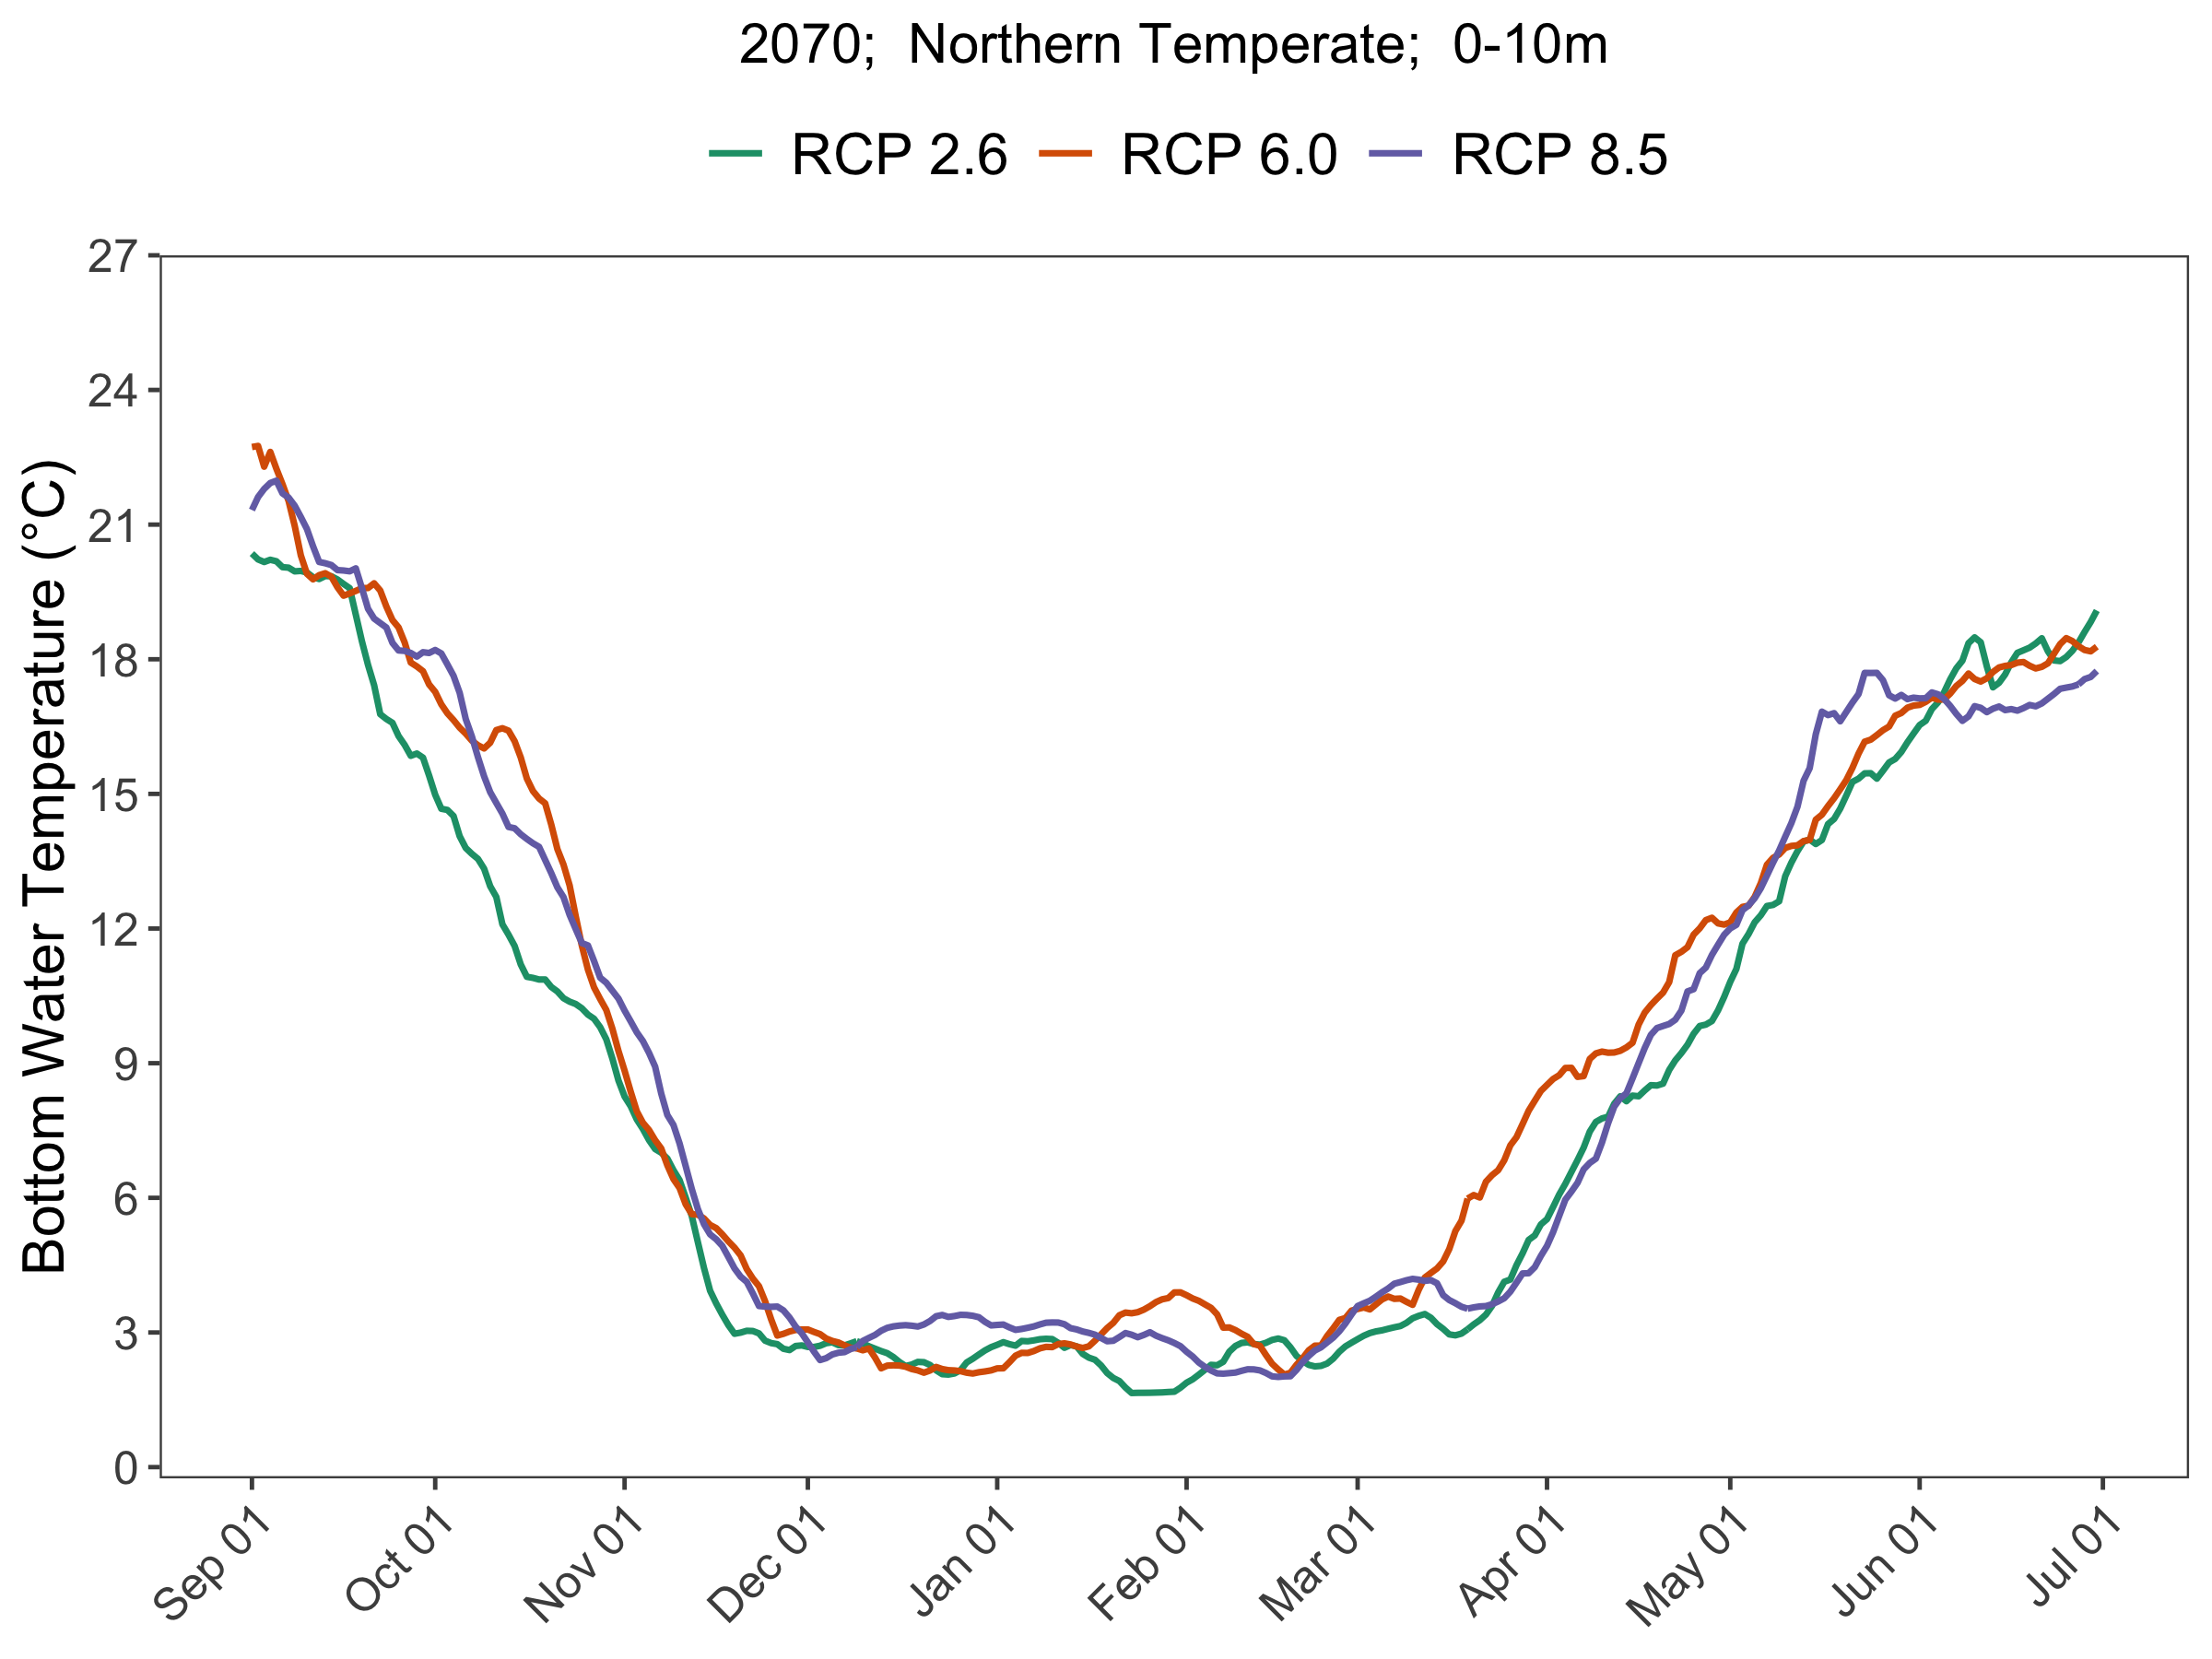 2070;  Northern Temperate;  0-10m
RCP 2.6 RCP 6.0 RCP 8.5
Bottom Water Temperature (°C)
27
24
21
18
15
12
9
6
3
0
Sep 01 Oct 01 Nov 01 Dec 01 Jan 01 Feb 01 Mar 01 Apr 01 May 01 Jun 01 Jul 01